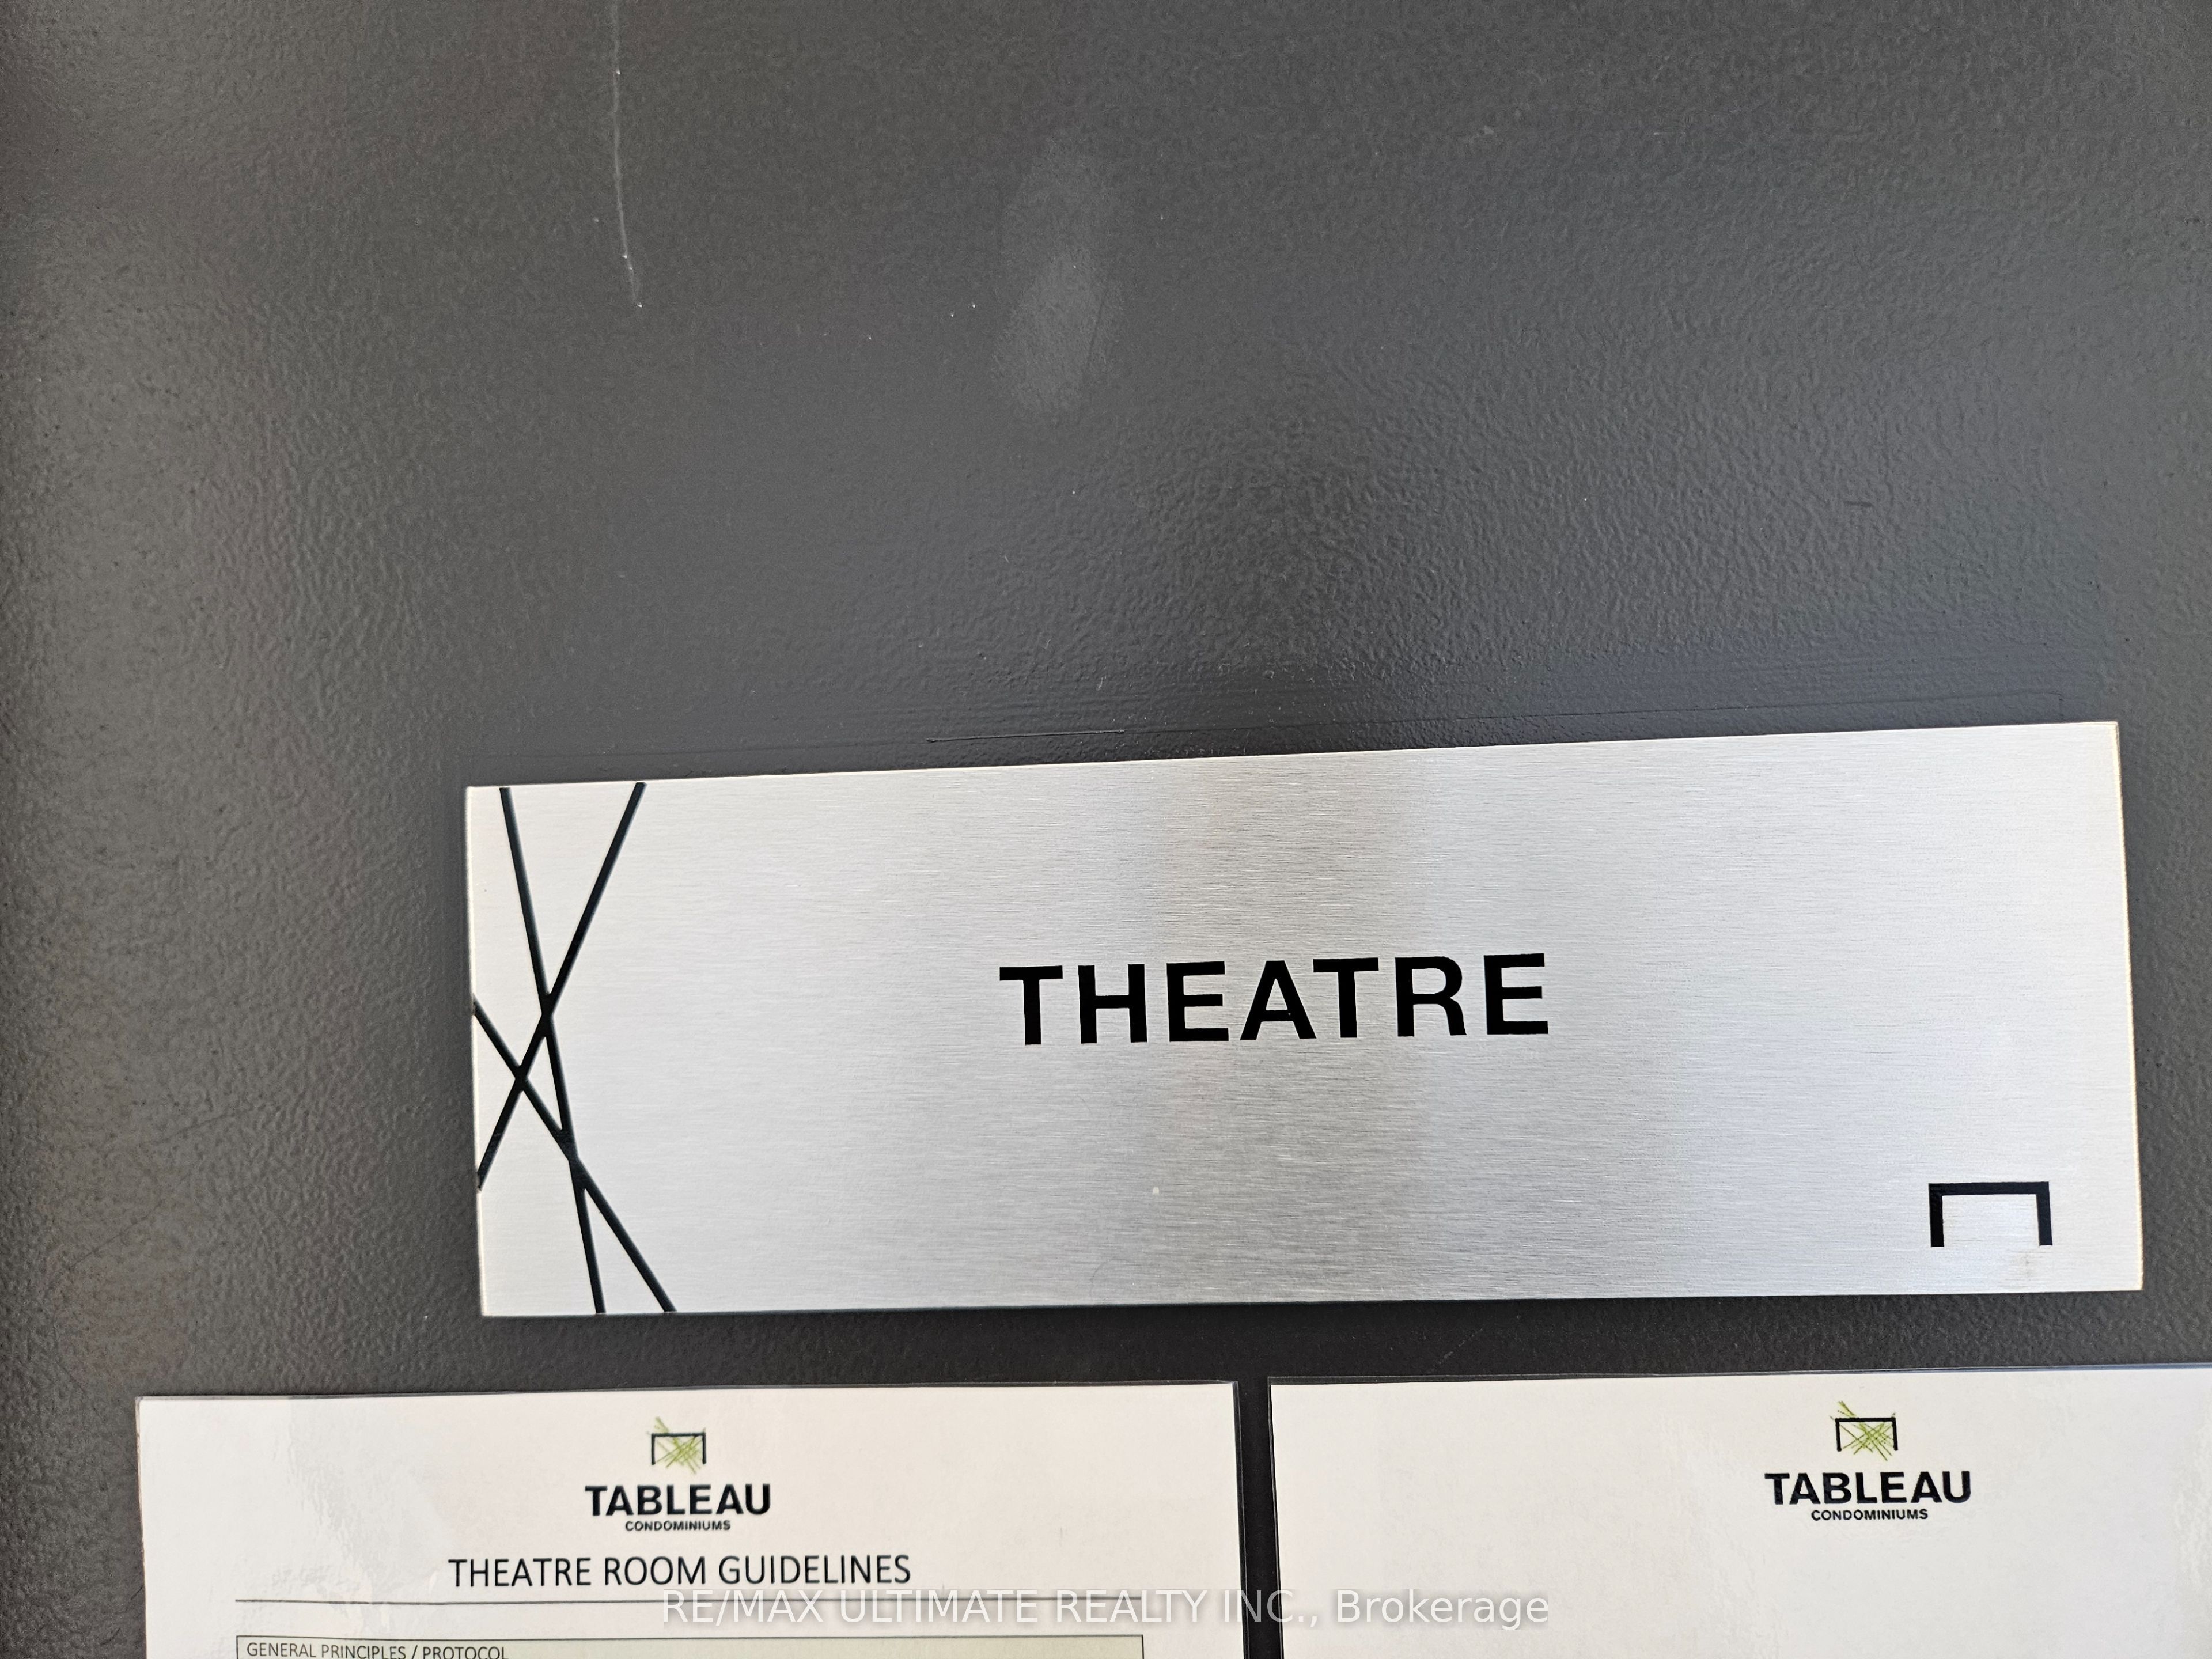 THEATRE
TABLEAU
CONDOMINIUMS
THEATRE ROOM GUIDELINES
GENERAL PRINCIPLES / PROTOCOL
TABLEAU
CONDOMINIUMS
RE/MAX ULTIMATE REALTY INC., Brokerage